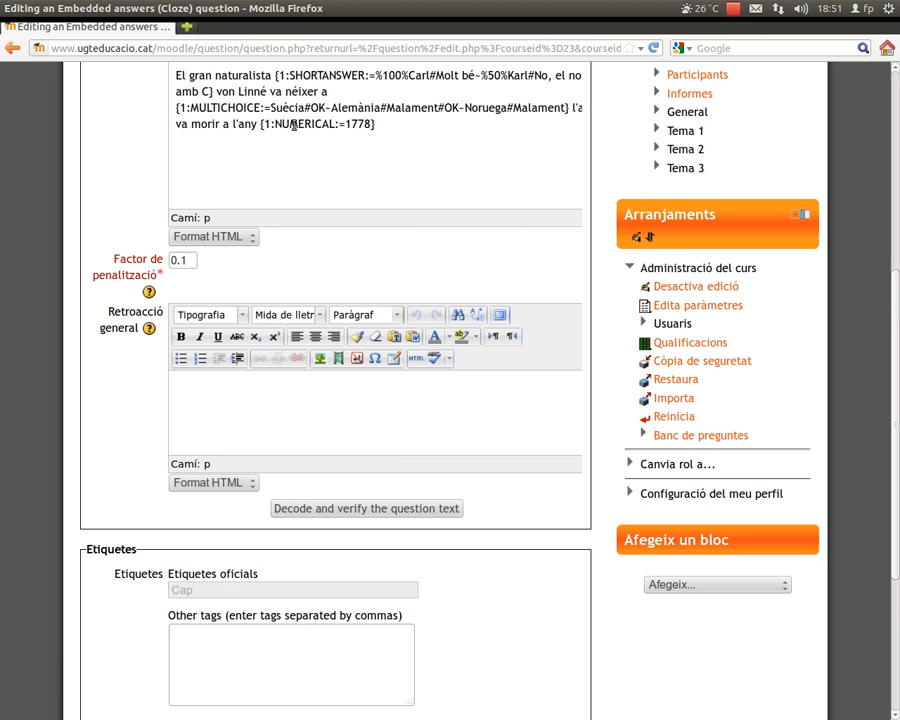 Editing an Embedded answers (Cloze) question - Mozilla Firefox
26 °C
18:51
fp
Editing an Embedded answers (Cloze) ...
www.ugteducacio.cat/moodle/question/question.php?returnurl=%2Fquestion%2Fedit.php%3Fcourseid%3D23&courseid
Google
El gran naturalista {1:SHORTANSWER:=%100%Carl#Molt bé~%50%Karl#No, el no
amb C} von Linné va néixer a
{1:MULTICHOICE:=Suècia#OK~Alemània#Malament#OK~Noruega#Malament} l'a
va morir a l'any {1:NUMERICAL:=1778}
Camí: p
Format HTML
Factor de
penalització*
0.1
Retroacció
general
Tipografia
Mida de lletr
Paràgraf
B I U ABC X₂ X²
HTML
Camí: p
Format HTML
Decode and verify the question text
Etiquetes
Etiquetes
Etiquetes oficials
Cap
Other tags (enter tags separated by commas)
Participants
Informes
General
Tema 1
Tema 2
Tema 3
Arranjaments
Administració del curs
Desactiva edició
Edita paràmetres
Usuaris
Qualificacions
Còpia de seguretat
Restaura
Importa
Reinicia
Banc de preguntes
Canvia rol a...
Configuració del meu perfil
Afegeix un bloc
Afegeix...